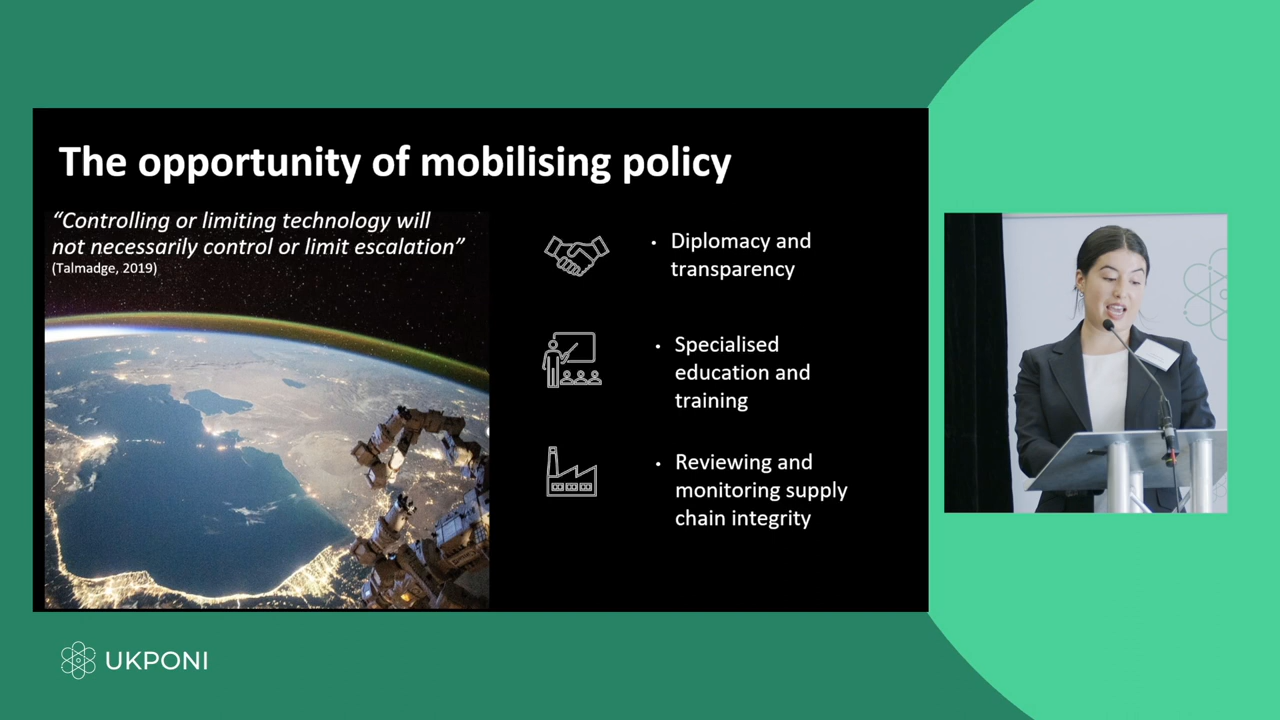 The opportunity of mobilising policy
“Controlling or limiting technology will
not necessarily control or limit escalation”
(Talmadge, 2019)
• Diplomacy and
transparency
• Specialised
education and
training
• Reviewing and
monitoring supply
chain integrity
UKPONI